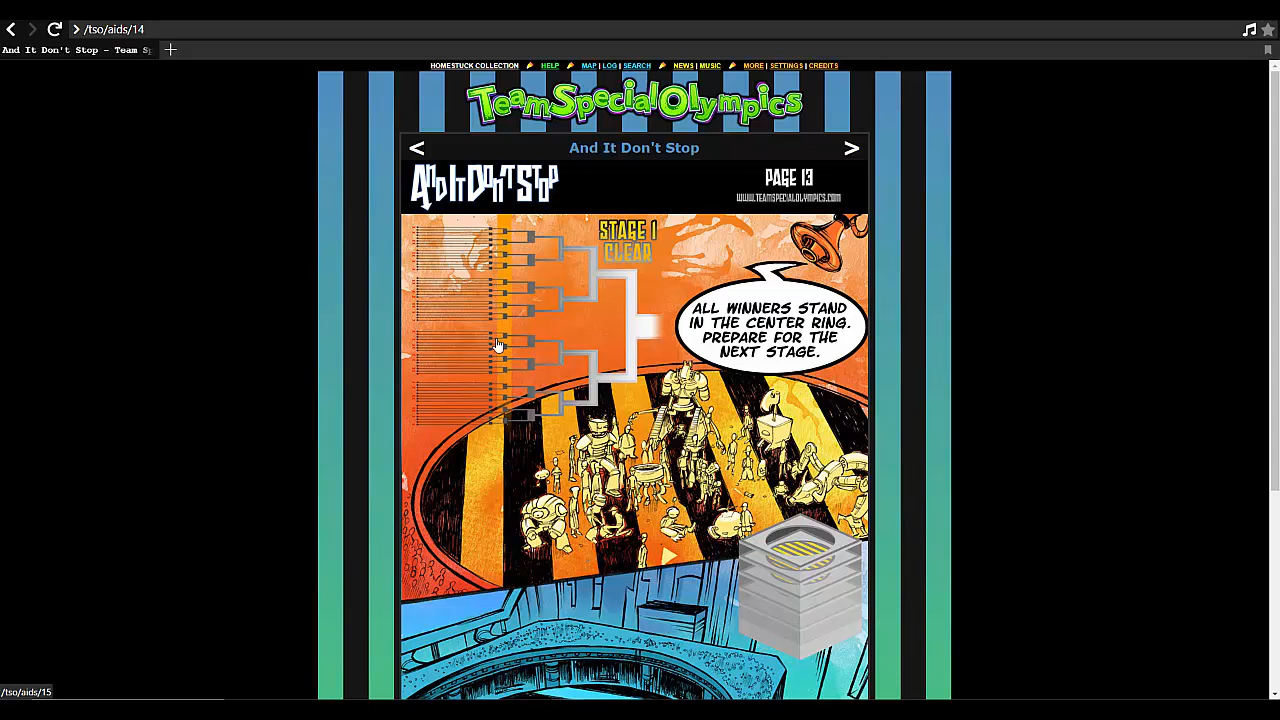 /tso/aids/14
And It Don't Stop - Team S
HOMESTUCK COLLECTION HELP MAP | LOG | SEARCH NEWS | MUSIC MORE | SETTINGS | CREDITS
TeamSpecialOlympics
And It Don't Stop
And It Don't Stop
PAGE 13
WWW.TEAMSPECIALOLYMPICS.COM
STAGE 1
CLEAR
ALL WINNERS STAND
IN THE CENTER RING.
PREPARE FOR THE
NEXT STAGE.
/tso/aids/15